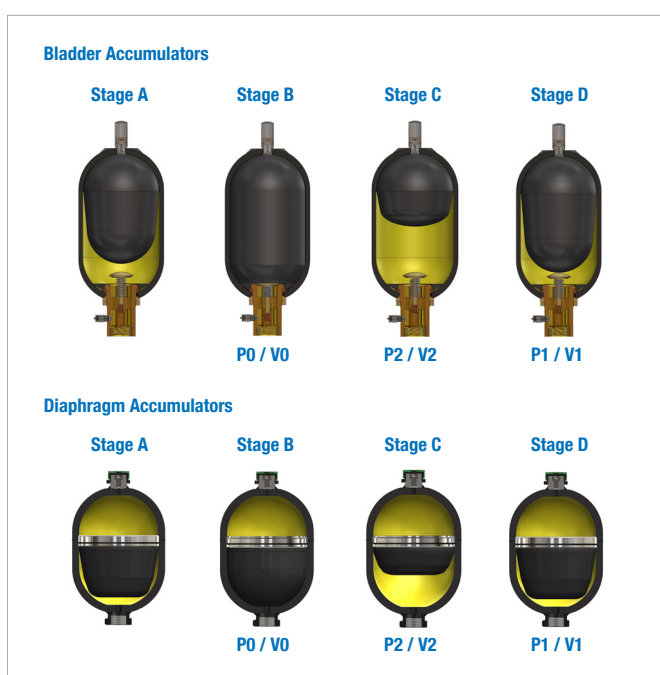 Bladder Accumulators
Stage A Stage B Stage C Stage D
P0 / V0 P2 / V2 P1 / V1
Diaphragm Accumulators
Stage A Stage B Stage C Stage D
P0 / V0 P2 / V2 P1 / V1